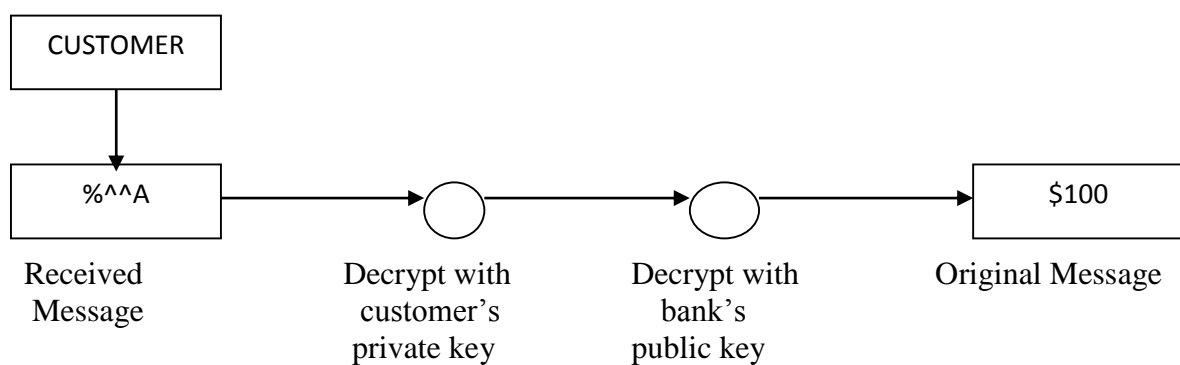 CUSTOMER
%^^A
$100
Received
Message
Decrypt with
customer’s
private key
Decrypt with
bank’s
public key
Original Message